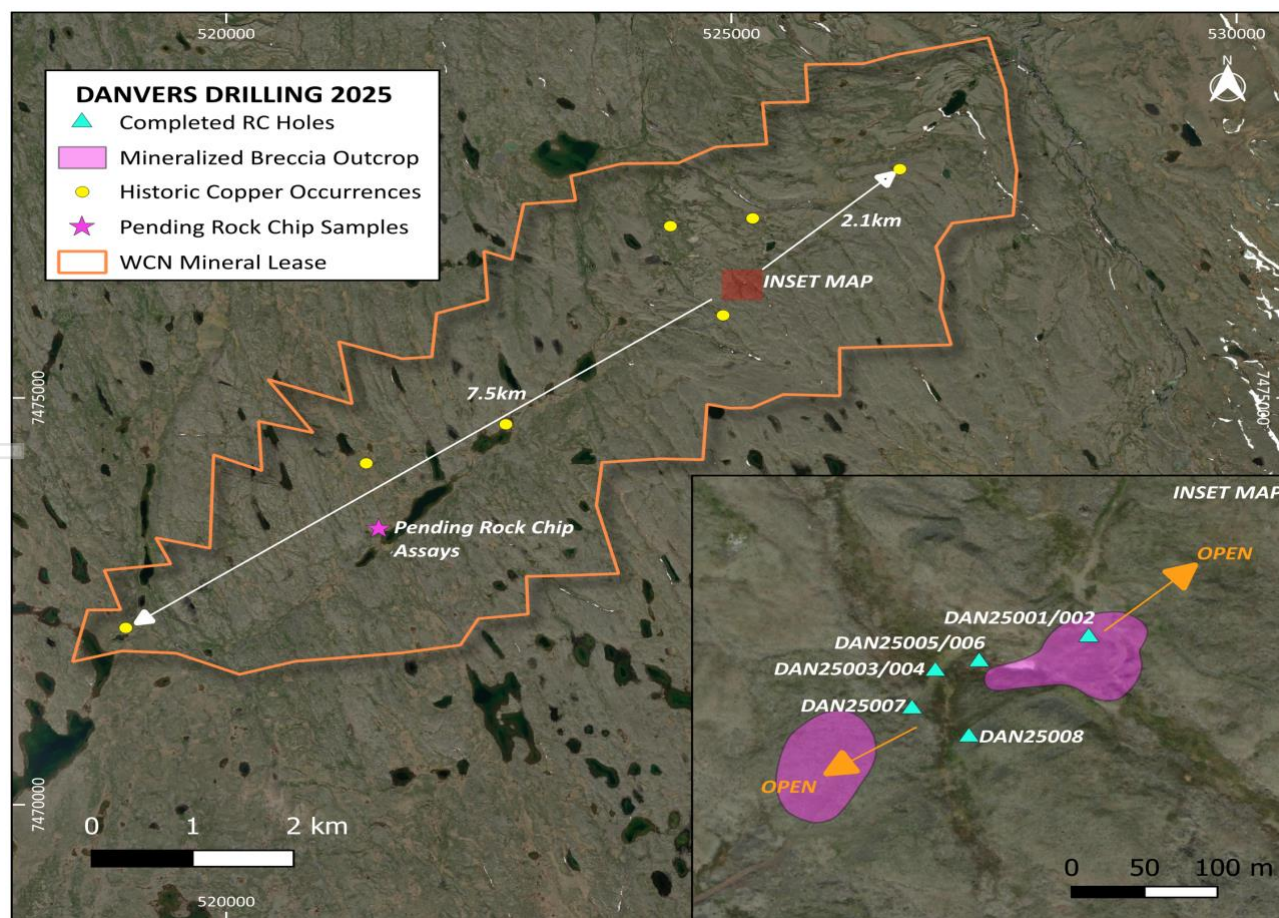 520000
525000
530000
N
DANVERS DRILLING 2025
Completed RC Holes
Mineralized Breccia Outcrop
Historic Copper Occurrences
Pending Rock Chip Samples
WCN Mineral Lease
2.1km
INSET MAP
7.5km
7475000
7475000
Pending Rock Chip
Assays
INSET MAP
OPEN
DAN25001/002
DAN25005/006
DAN25003/004
DAN25007
DAN25008
OPEN
7470000
0 1 2 km
0 50 100 m
520000